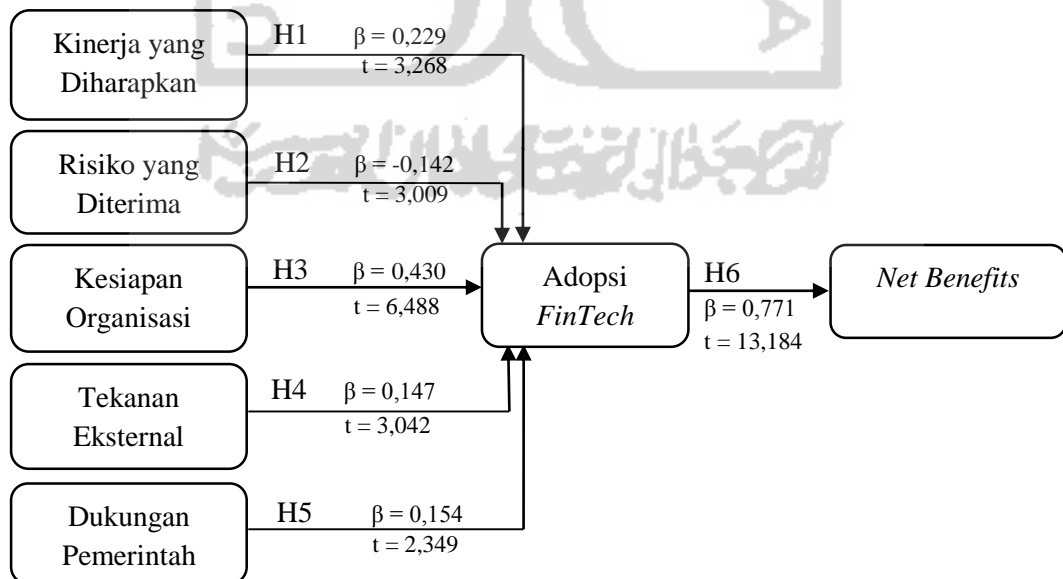 Kinerja yang
Diharapkan
H1
β = 0,229
t = 3,268
Risiko yang
Diterima
H2
β = -0,142
t = 3,009
Kesiapan
Organisasi
H3
β = 0,430
t = 6,488
Adopsi
FinTech
H6
β = 0,771
t = 13,184
Net Benefits
Tekanan
Eksternal
H4
β = 0,147
t = 3,042
Dukungan
Pemerintah
H5
β = 0,154
t = 2,349